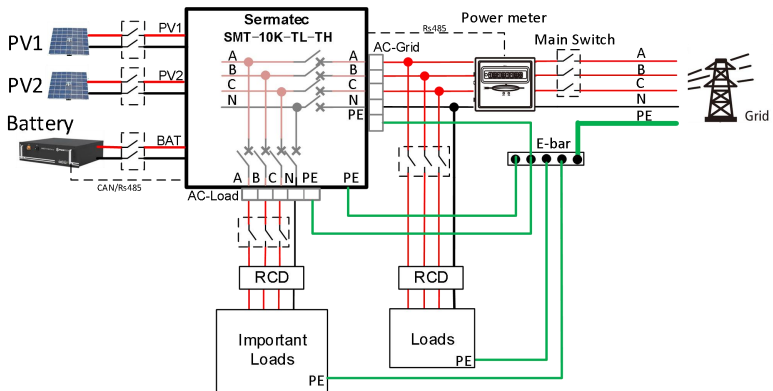 PV1
PV1
PV2
PV2
Battery
BAT
CAN/Rs485
Sermatec
SMT-10K-TL-TH
A
B
C
N
A
B
C
N
PE
A B C N PE PE
AC-Grid
AC-Load
Rs485
Power meter
Main Switch
A
B
C
N
PE
Grid
E-bar
RCD
RCD
Important
Loads
PE
Loads
PE